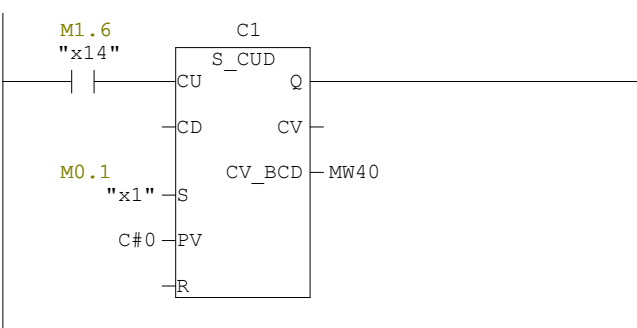 M1.6 C1
"x14" S_CUD
CU Q
CD CV
M0.1 CV_BCD MW40
"x1" S
C#0 PV
R